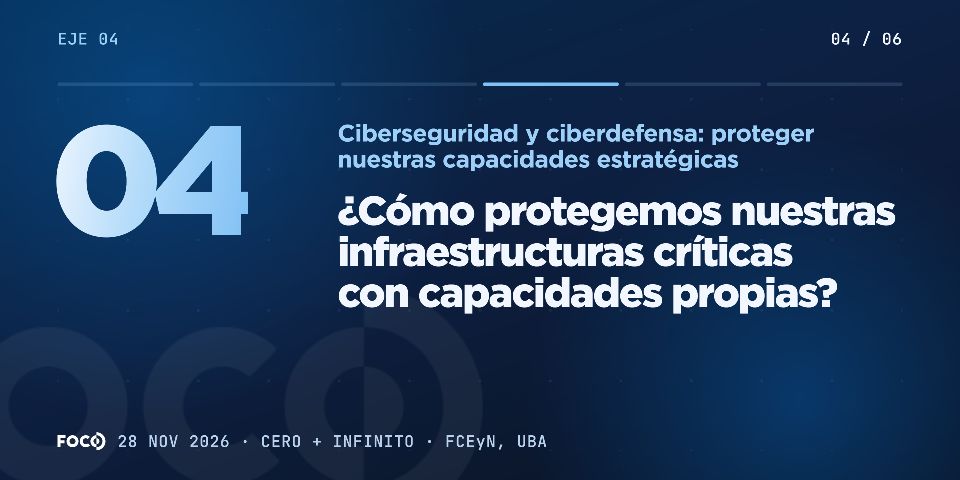 EJE 04
04 / 06
04
Ciberseguridad y ciberdefensa: proteger
nuestras capacidades estratégicas
¿Cómo protegemos nuestras
infraestructuras críticas
con capacidades propias?
OCO
FOCO 28 NOV 2026 · CERO + INFINITO · FCEyN, UBA